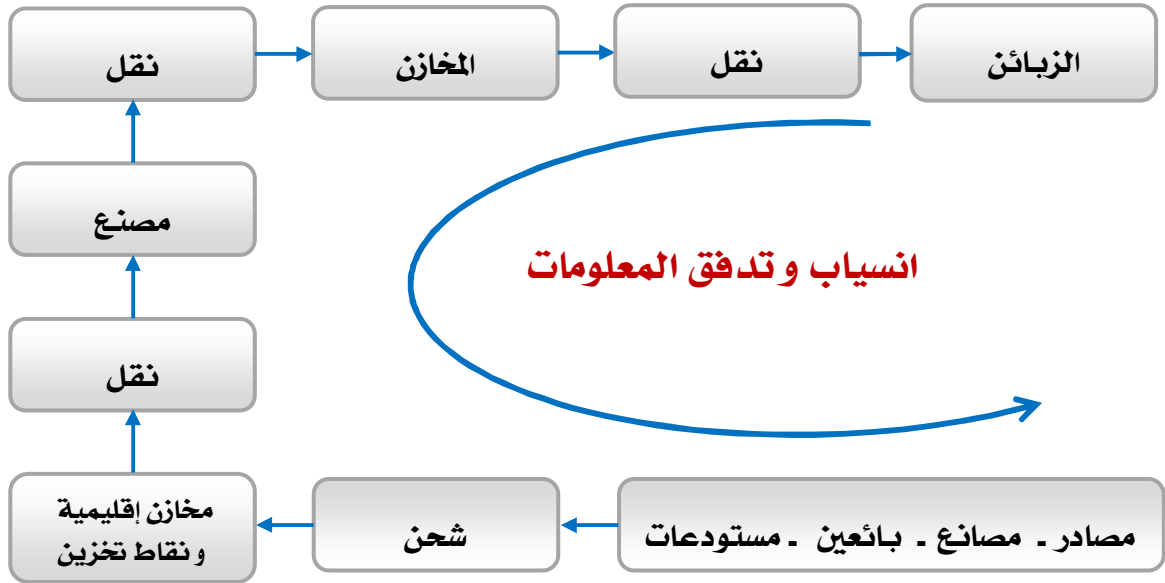 نقل
المخازن
نقل
الزبائن
مصنع
انسياب و تدفق المعلومات
نقل
مخازن إقليمية
و نقاط تخزين
شحن
مصادر ـ مصانع ـ بائعين ـ مستودعات